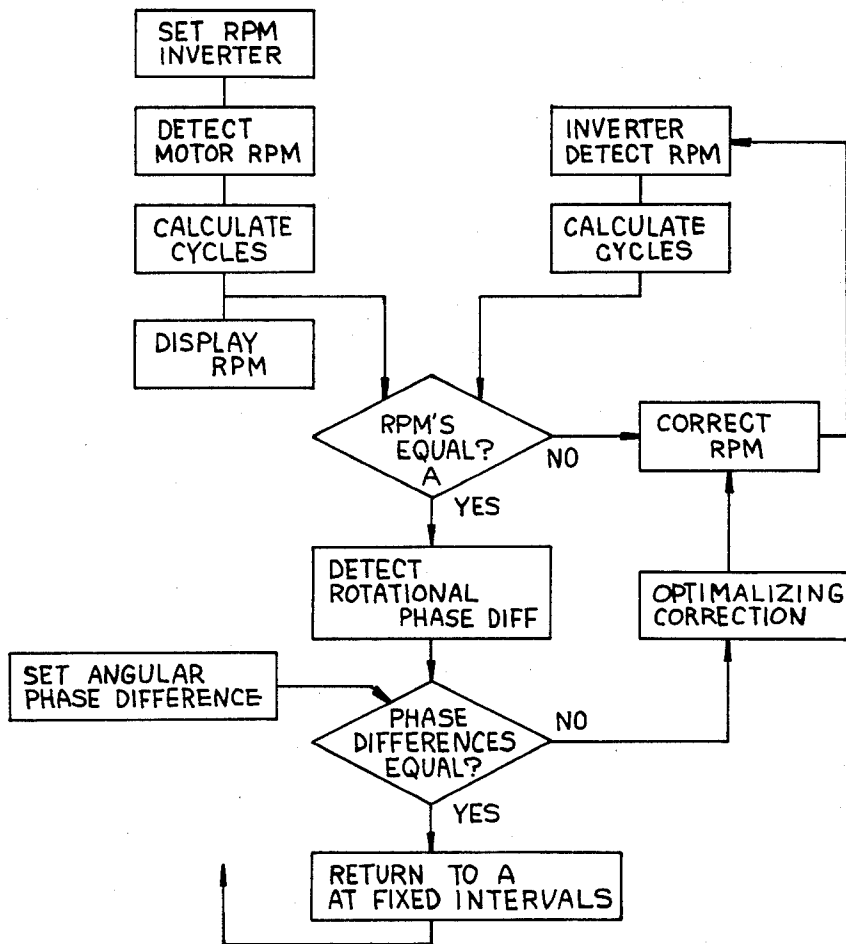 SET RPM
INVERTER
DETECT
MOTOR RPM
INVERTER
DETECT RPM
CALCULATE
CYCLES
CALCULATE
CYCLES
DISPLAY
RPM
RPM'S
EQUAL?
A
NO
CORRECT
RPM
YES
DETECT
ROTATIONAL
PHASE DIFF
OPTIMALIZING
CORRECTION
SET ANGULAR
PHASE DIFFERENCE
PHASE
DIFFERENCES
EQUAL?
NO
YES
RETURN TO A
AT FIXED INTERVALS